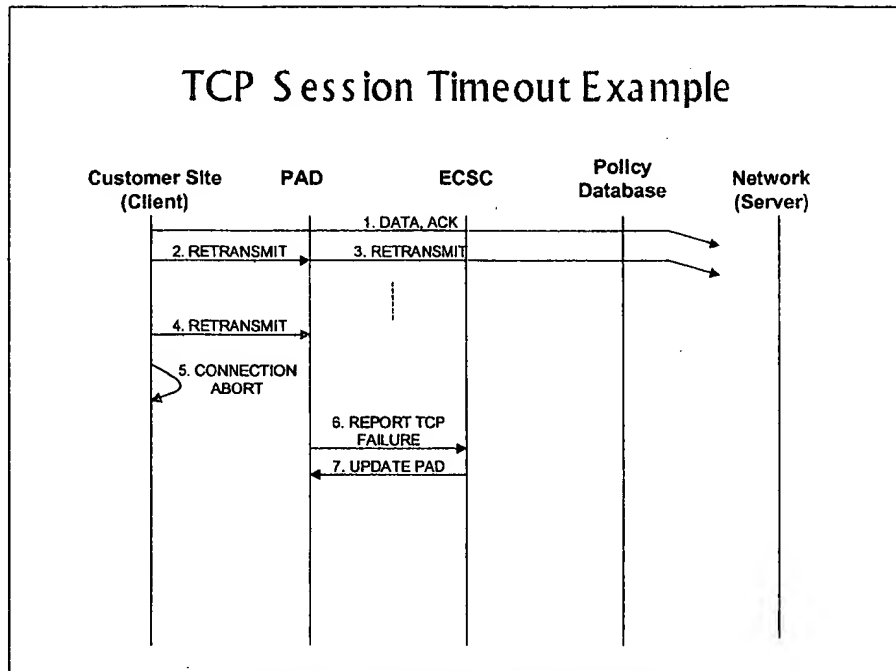 TCP Session Timeout Example
Customer Site
(Client)
PAD
ECSC
Policy
Database
Network
(Server)
1. DATA, ACK
2. RETRANSMIT
3. RETRANSMIT
4. RETRANSMIT
5. CONNECTION
ABORT
6. REPORT TCP
FAILURE
7. UPDATE PAD